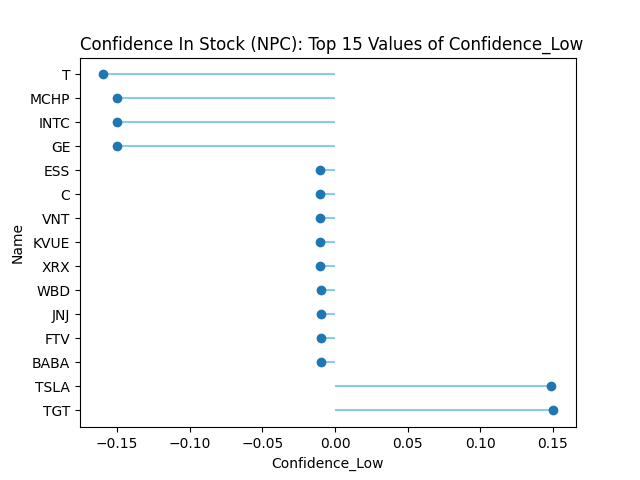 Confidence In Stock (NPC): Top 15 Values of Confidence_Low
T
MCHP
INTC
GE
ESS
C
VNT
KVUE
XRX
WBD
JNJ
FTV
BABA
TSLA
TGT
Name
−0.15 −0.10 −0.05 0.00 0.05 0.10 0.15
Confidence_Low